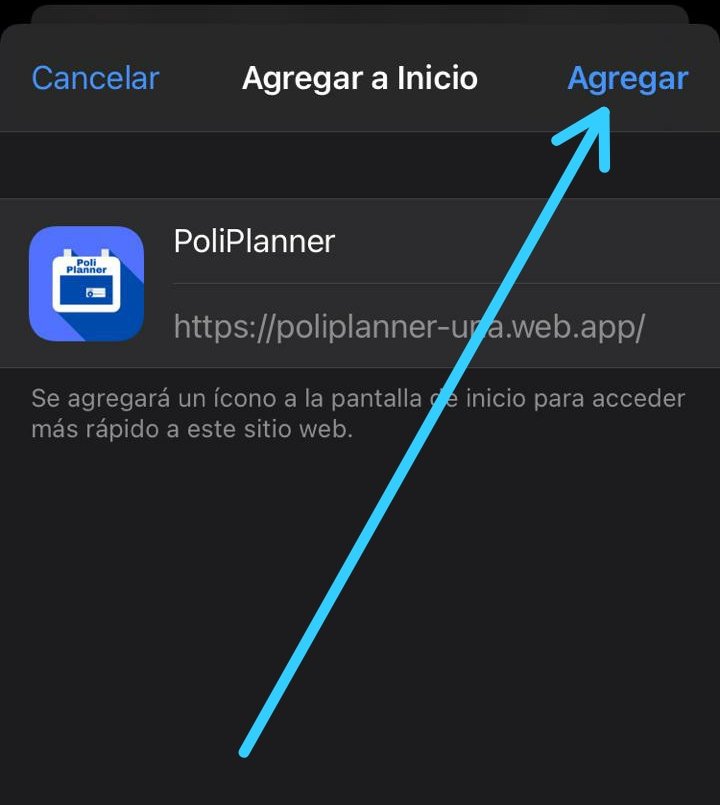 Cancelar Agregar a Inicio Agregar
PoliPlanner
Poli
Planner
https://poliplanner-una.web.app/
Se agregará un ícono a la pantalla de inicio para acceder
más rápido a este sitio web.